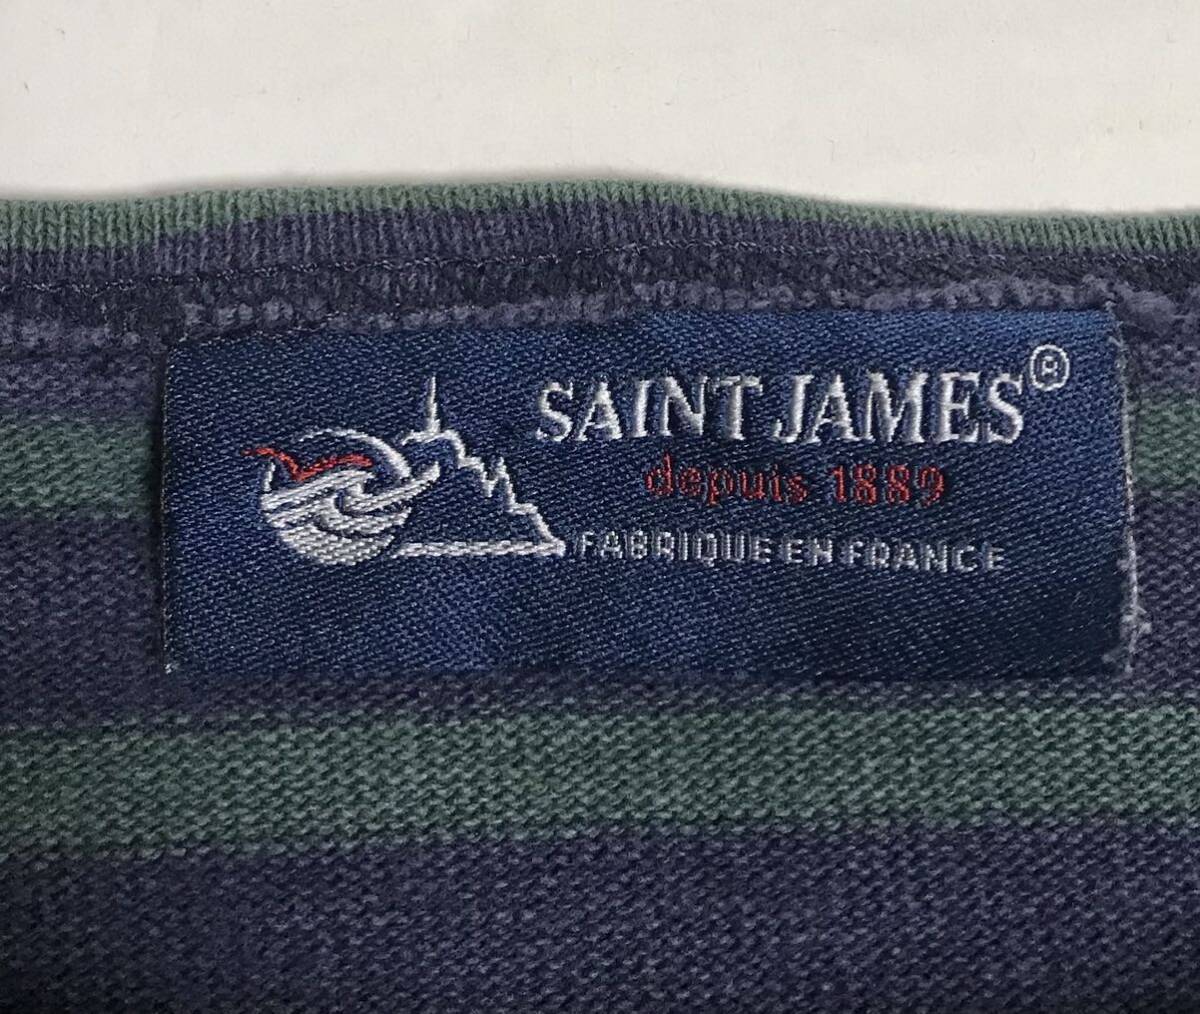 SAINT JAMES®
depuis 1889
FABRIQUE EN FRANCE